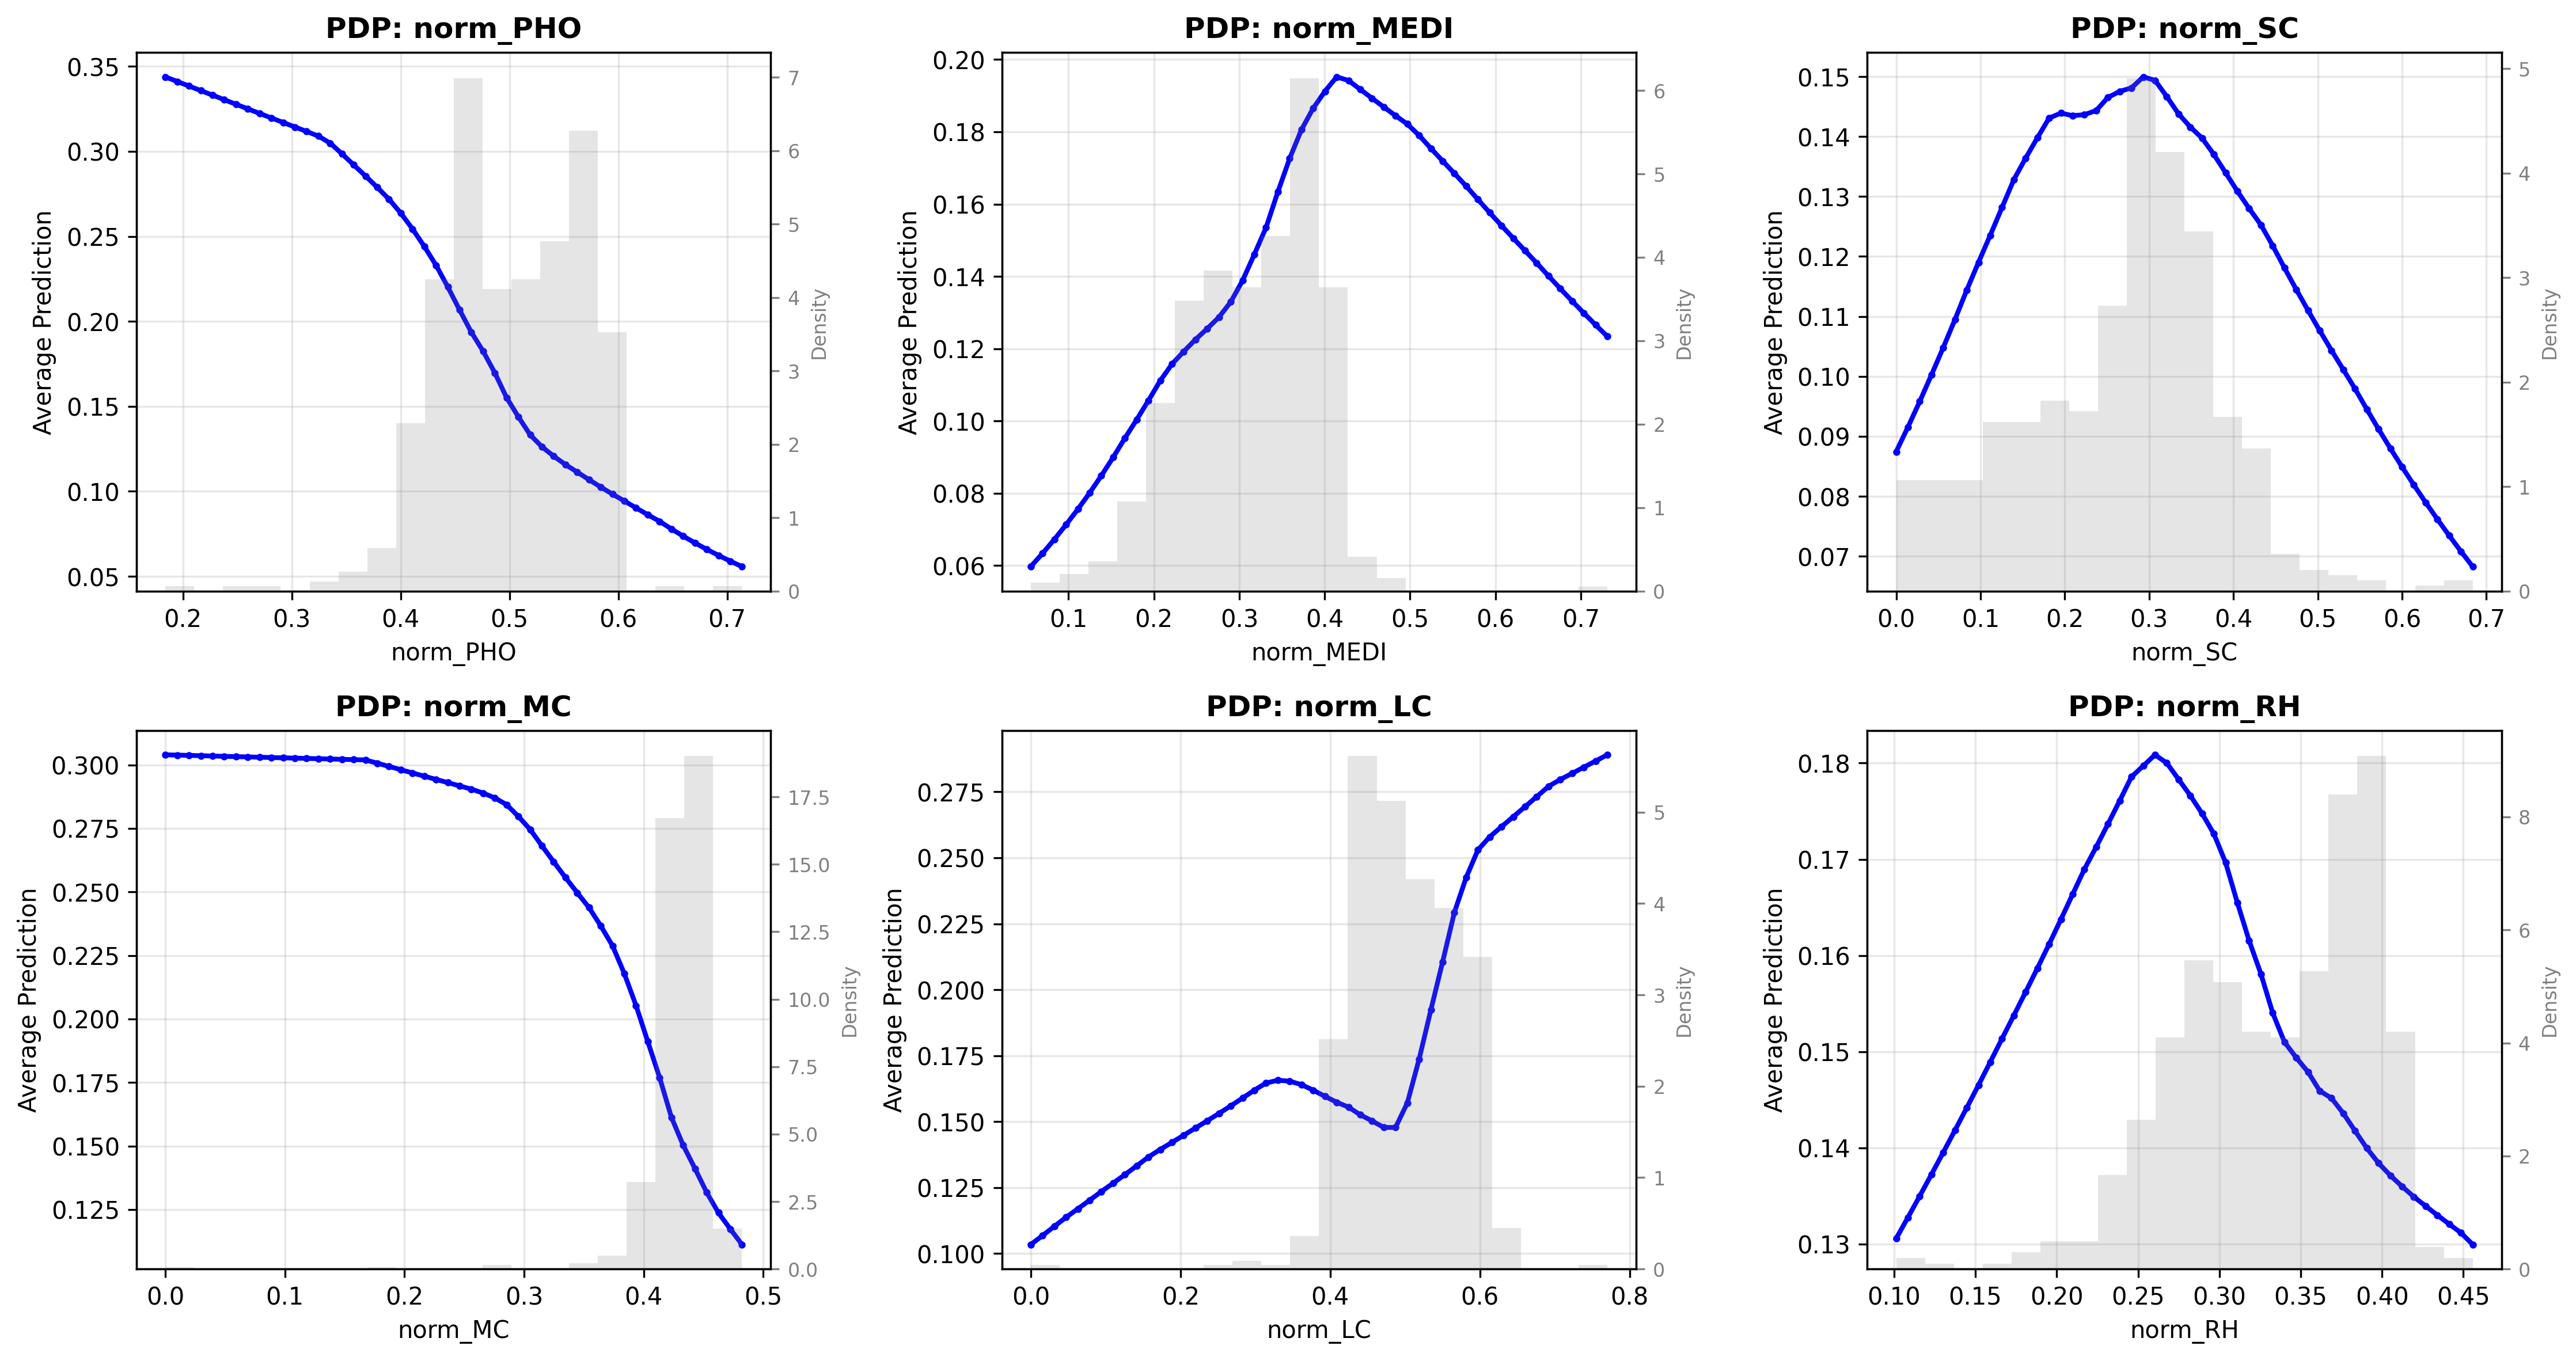 PDP: norm_PHO
Average Prediction
0.35
0.30
0.25
0.20
0.15
0.10
0.05
0.2 0.3 0.4 0.5 0.6 0.7
norm_PHO
7
6
5
4
3
2
1
0
Density
PDP: norm_MEDI
Average Prediction
0.20
0.18
0.16
0.14
0.12
0.10
0.08
0.06
0.1 0.2 0.3 0.4 0.5 0.6 0.7
norm_MEDI
6
5
4
3
2
1
0
Density
PDP: norm_SC
Average Prediction
0.15
0.14
0.13
0.12
0.11
0.10
0.09
0.08
0.07
0.0 0.1 0.2 0.3 0.4 0.5 0.6 0.7
norm_SC
5
4
3
2
1
0
Density
PDP: norm_MC
Average Prediction
0.300
0.275
0.250
0.225
0.200
0.175
0.150
0.125
0.0 0.1 0.2 0.3 0.4 0.5
norm_MC
17.5
15.0
12.5
10.0
7.5
5.0
2.5
0.0
Density
PDP: norm_LC
Average Prediction
0.275
0.250
0.225
0.200
0.175
0.150
0.125
0.100
0.0 0.2 0.4 0.6 0.8
norm_LC
5
4
3
2
1
0
Density
PDP: norm_RH
Average Prediction
0.18
0.17
0.16
0.15
0.14
0.13
0.10 0.15 0.20 0.25 0.30 0.35 0.40 0.45
norm_RH
8
6
4
2
0
Density